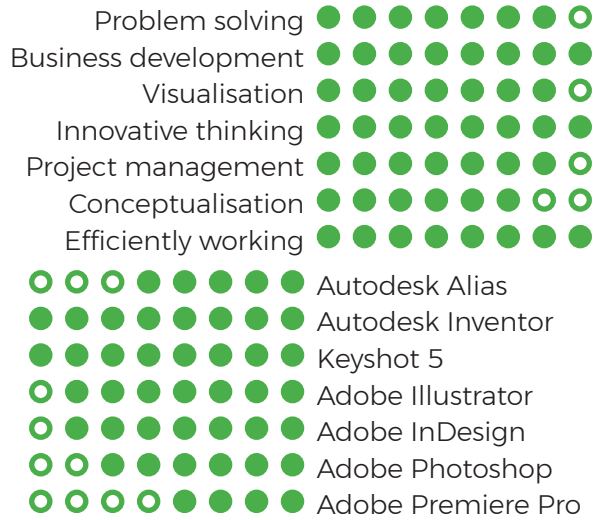 Problem solving
Business development
Visualisation
Innovative thinking
Project management
Conceptualisation
Efficiently working
Autodesk Alias
Autodesk Inventor
Keyshot 5
Adobe Illustrator
Adobe InDesign
Adobe Photoshop
Adobe Premiere Pro